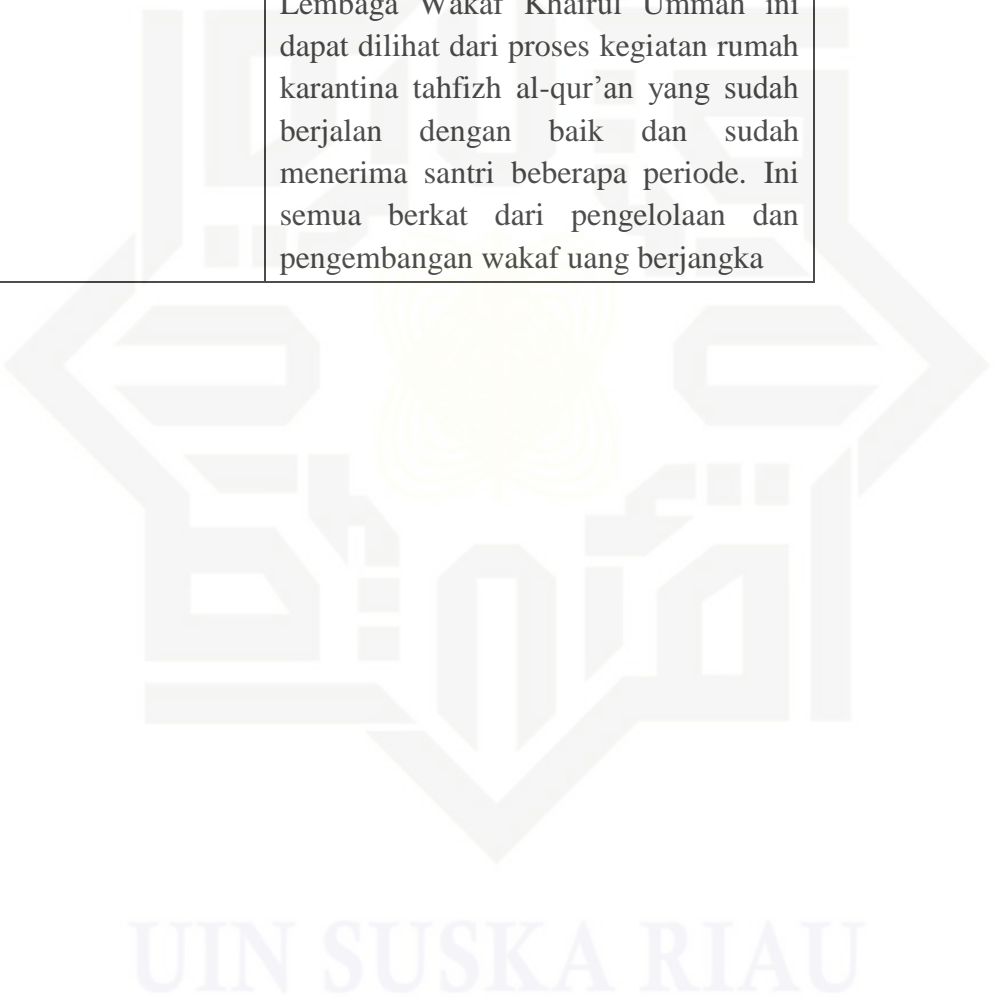 Lembaga Wakaf Khairul Ummah ini
dapat dilihat dari proses kegiatan rumah
karantina tahfizh al-qur’an yang sudah
berjalan dengan baik dan sudah
menerima santri beberapa periode. Ini
semua berkat dari pengelolaan dan
pengembangan wakaf uang berjangka
UIN SUSKA RIAU